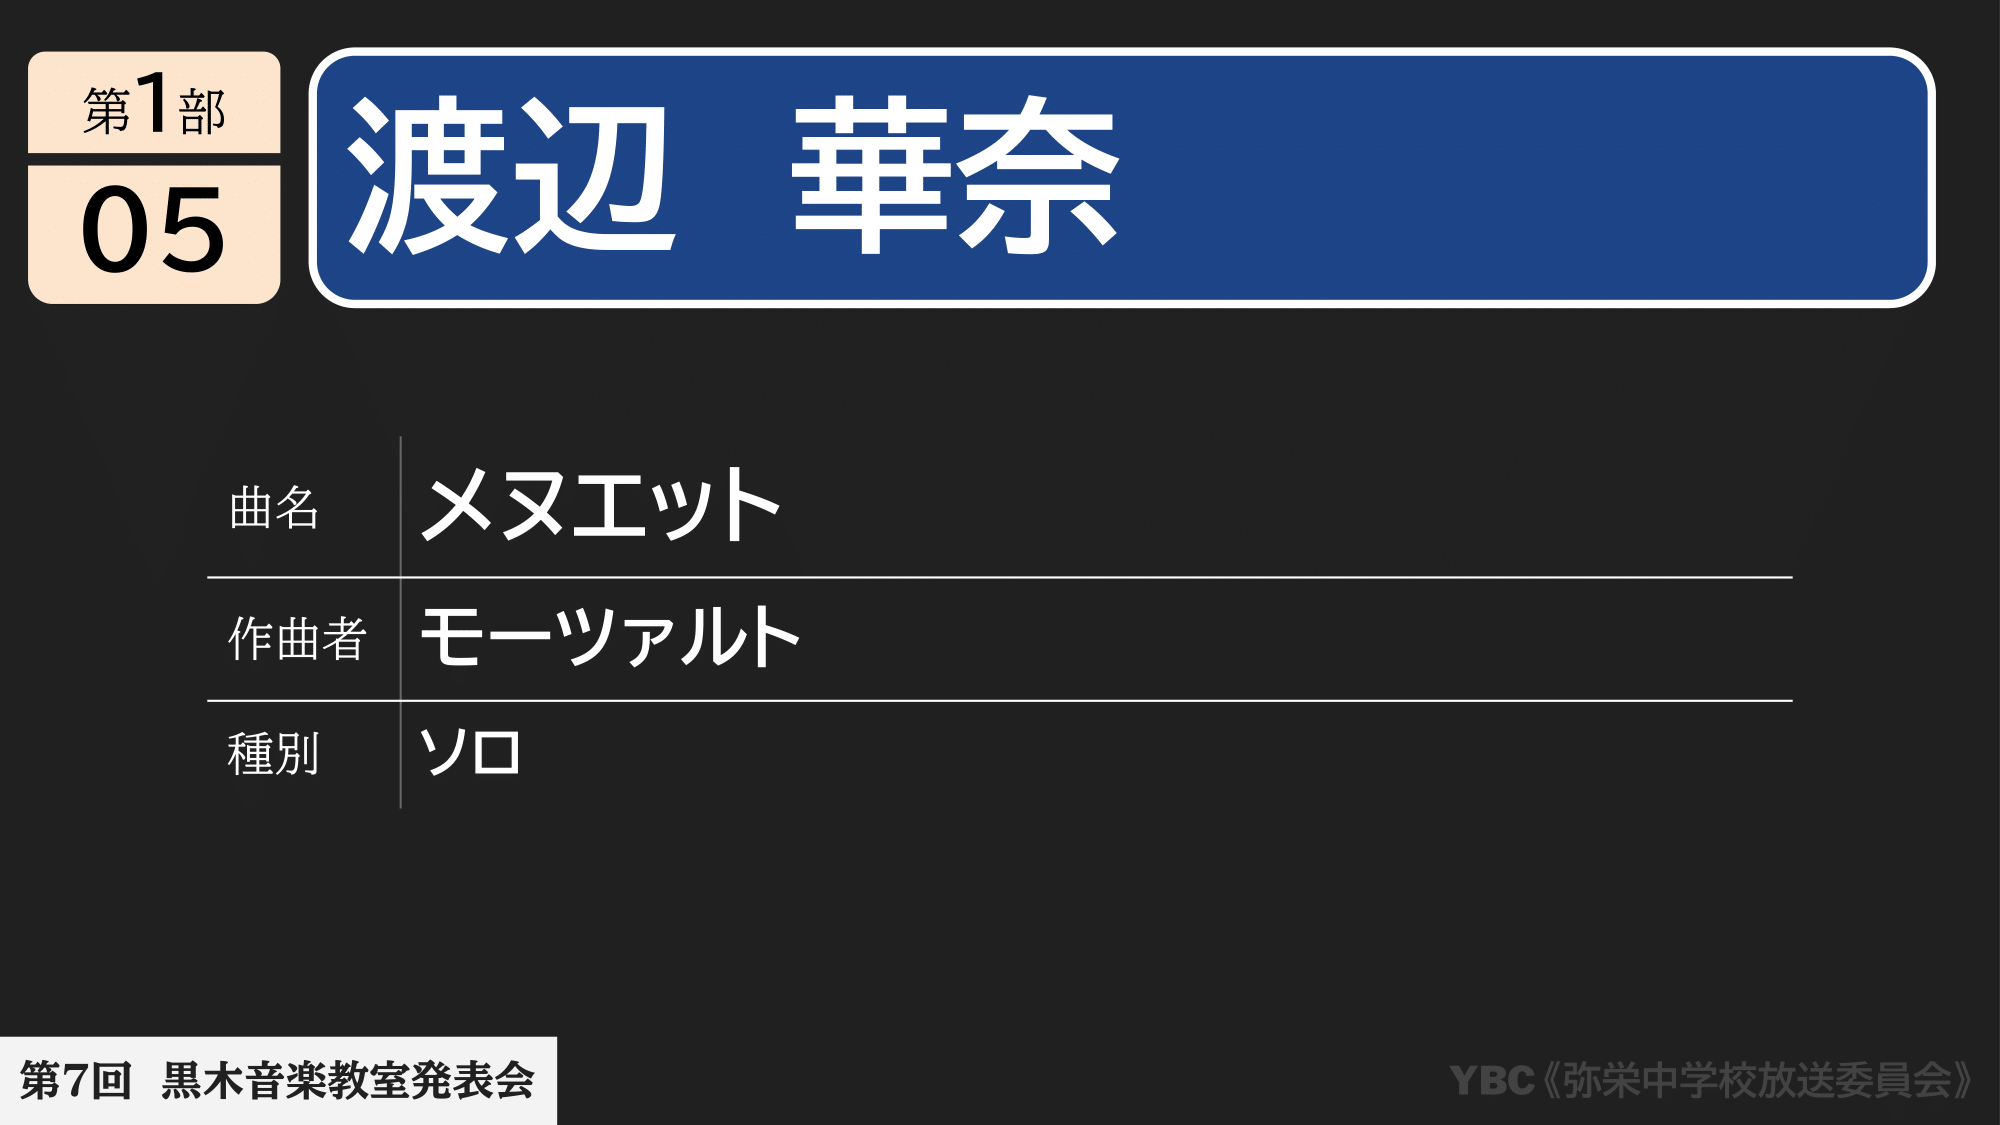 第1部
05
渡辺　華奈
曲名
メヌエット
作曲者
モーツァルト
種別
ソロ
第7回　黒木音楽教室発表会
YBC《弥栄中学校放送委員会》